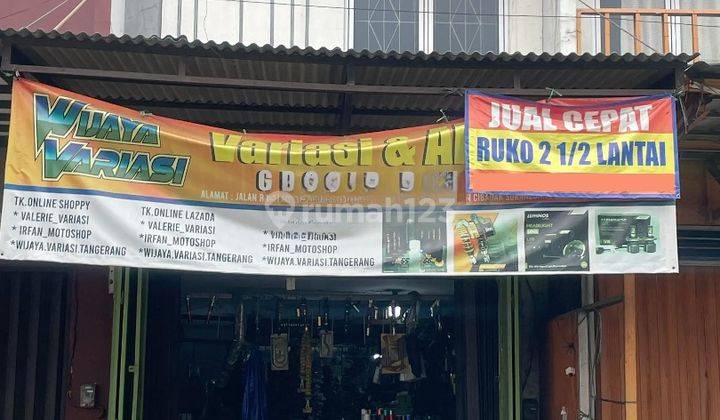 WIJAYA
VARIASI
Variasi &
JUAL CEPAT
RUKO 2 1/2 LANTAI
ALAMAT : JALAN R
CIBADAK
TK.ONLINE SHOPPY
* VALERIE_VARIASI
*IRFAN_MOTOSHOP
*WIJAYA.VARIASI.TANGERANG
TK.ONLINE LAZADA
* VALERIE_VARIASI
*IRFAN_MOTOSHOP
*WIJAYA.VARIASI.TANGERANG
*IRFAN_MOTOSHOP
*WIJAYA.VARIASI.TANGERANG
rumah123
LUMINOS
HEADLIGHT